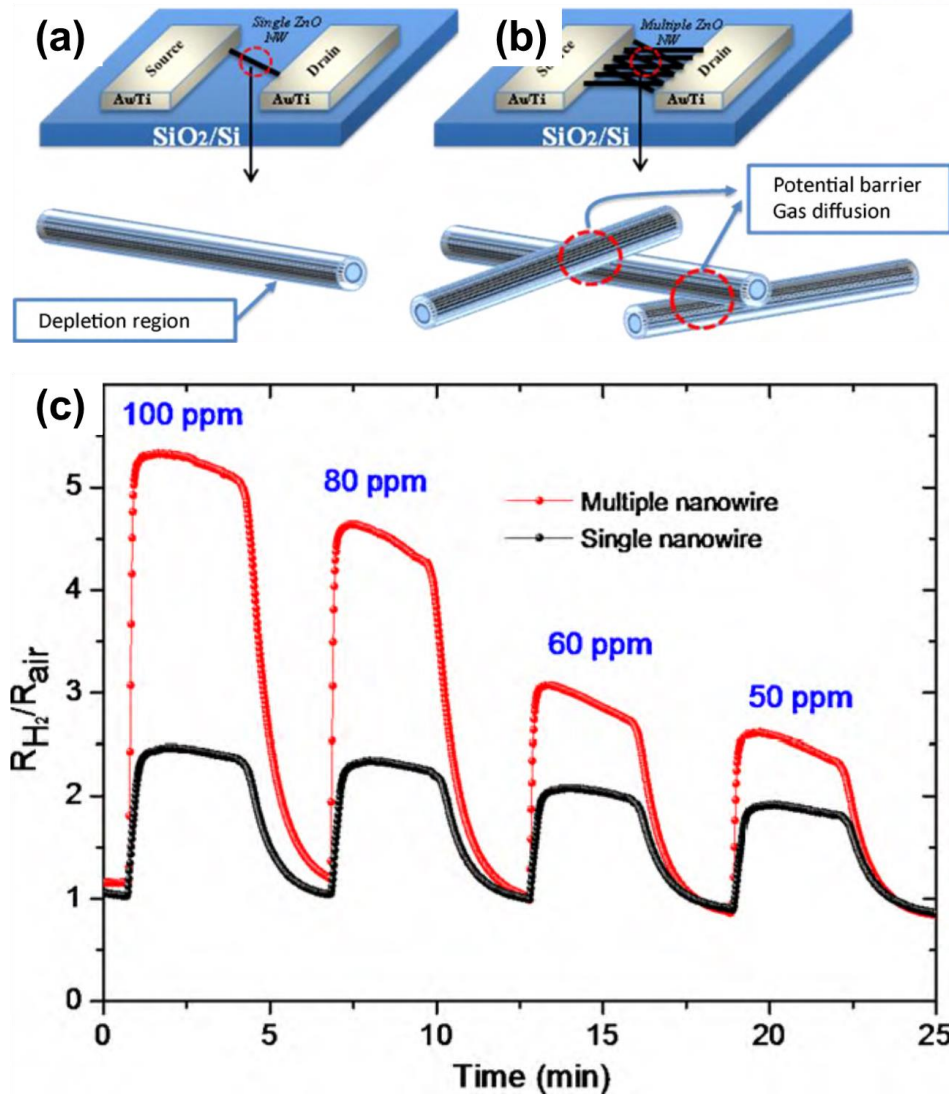 (a)
Single ZnO
NW
Source
Drain
AuTi
AuTi
SiO2/Si
Depletion region
(b)
Multiple ZnO
NW
Drain
AuTi
AuTi
SiO2/Si
Potential barrier
Gas diffusion
(c)
100 ppm
80 ppm
60 ppm
50 ppm
Multiple nanowire
Single nanowire
RH2/Rair
5
4
3
2
1
0
0
5
10
15
20
25
Time (min)